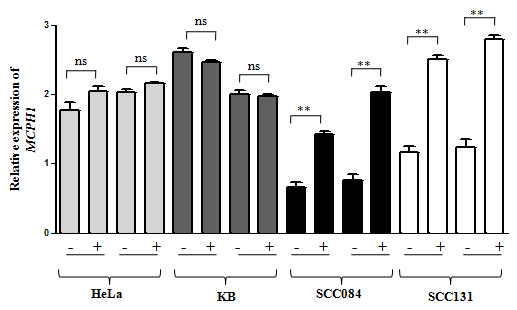 Relative expression of
MCPH1
3
2
1
0
ns ns ns ns ** ** ** **
- + - + - + - + - + - + - + - +
HeLa KB SCC084 SCC131